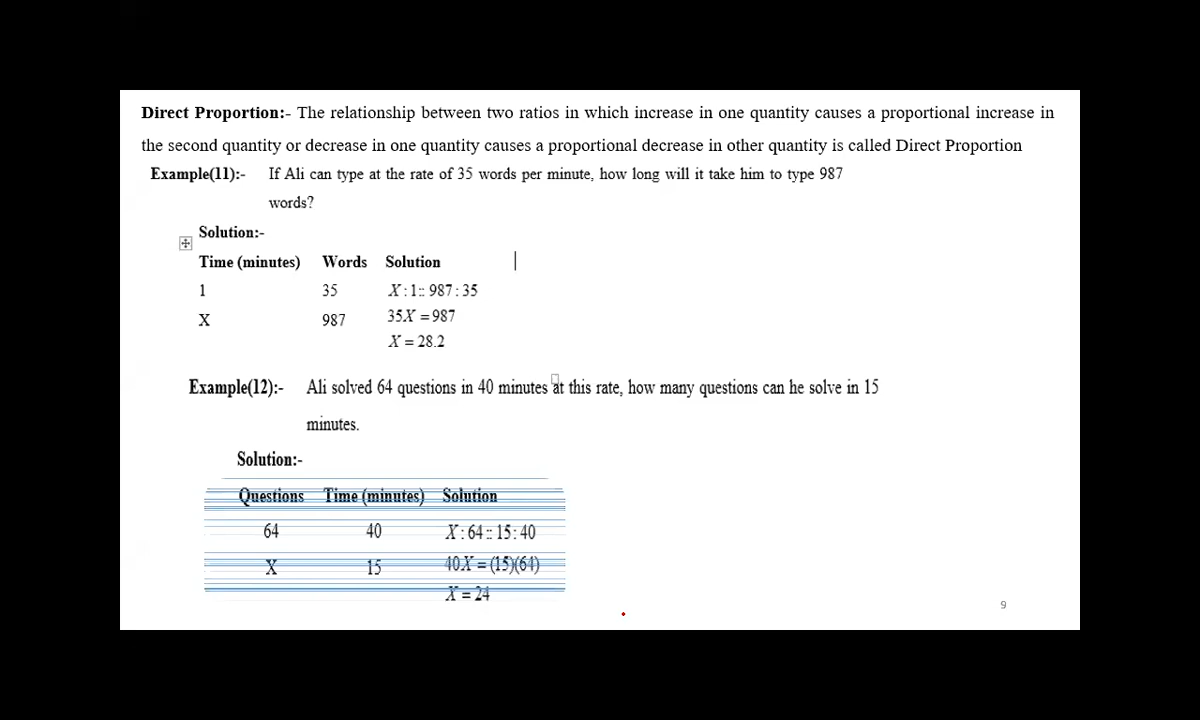 Direct Proportion:- The relationship between two ratios in which increase in one quantity causes a proportional increase in
the second quantity or decrease in one quantity causes a proportional decrease in other quantity is called Direct Proportion
Example(11):- If Ali can type at the rate of 35 words per minute, how long will it take him to type 987
words?
Solution:-
Time (minutes) Words Solution
1 35 X : 1 :: 987 : 35
X 987 35X = 987
X = 28.2
Example(12):- Ali solved 64 questions in 40 minutes at this rate, how many questions can he solve in 15
minutes.
Solution:-
Questions Time (minutes) Solution
64 40 X : 64 :: 15 : 40
X 15 40X = (15)(64)
X = 24
9